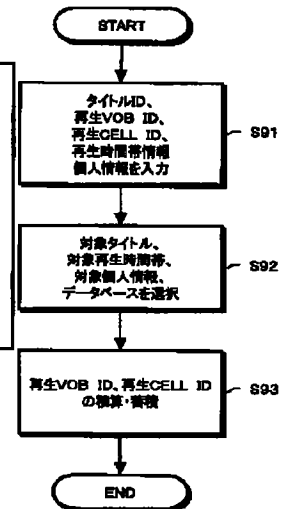 START
タイトルID、
再生VOB ID、
再生CELL ID、
再生時間帯情報
個人情報を入力
S91
対象タイトル、
対象再生時間帯、
対象個人情報、
データベースを選択
S92
再生VOB ID、再生CELL ID
の積算・蓄積
S93
END